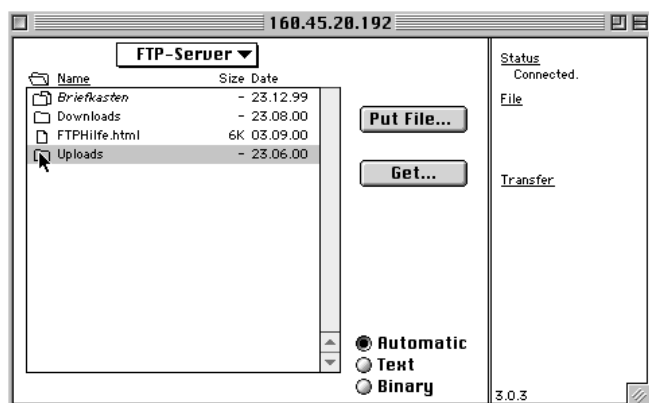 160.45.20.192
FTP-Server
Name Size Date
Briefkasten - 23.12.99
Downloads - 23.08.00
FTPHilfe.html 6K 03.09.00
Uploads - 23.06.00
Put File...
Get...
Automatic
Text
Binary
Status
Connected.
File
Transfer
3.0.3